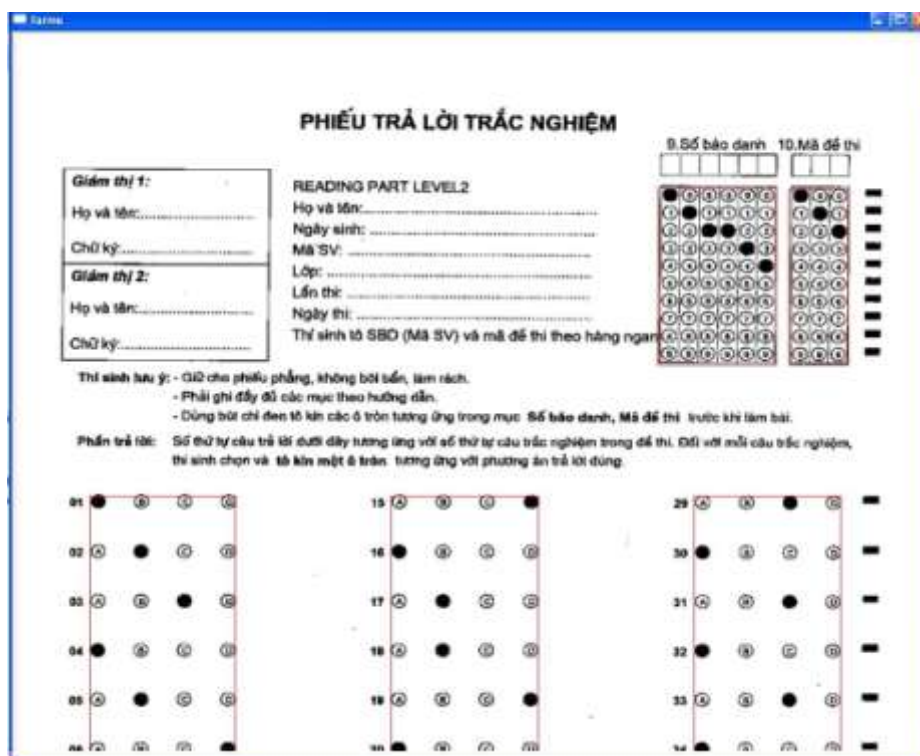 forms
PHIẾU TRẢ LỜI TRẮC NGHIỆM
9.Số báo danh 10.Mã đề thi
Giám thị 1:
Họ và tên:
Chữ ký:
Giám thị 2:
Họ và tên:
Chữ ký:
READING PART LEVEL2
Họ và tên:
Ngày sinh:
Mã SV:
Lớp:
Lần thi:
Ngày thi:
Thí sinh tô SBD (Mã SV) và mã đề thi theo hàng ngang
Thí sinh lưu ý: - Giữ cho phiếu phẳng, không bôi bẩn, làm rách.
- Phải ghi đầy đủ các mục theo hướng dẫn.
- Dùng bút chì đen tô kín các ô tròn tương ứng trong mục Số báo danh, Mã đề thi trước khi làm bài.
Phần trả lời: Số thứ tự câu trả lời dưới đây tương ứng với số thứ tự câu trắc nghiệm trong đề thi. Đối với mỗi câu trắc nghiệm,
thí sinh chọn và tô kín một ô tròn tương ứng với phương án trả lời đúng.
01 B C D 15 A B C 29 A B D
02 A C D 16 B C D 30 B C D
03 A B D 17 A C D 31 A B D
04 B C D 18 A C D 32 B C D
05 A C D 19 A B C 33 A B D
06 A B C 20 B C D 34 B C D